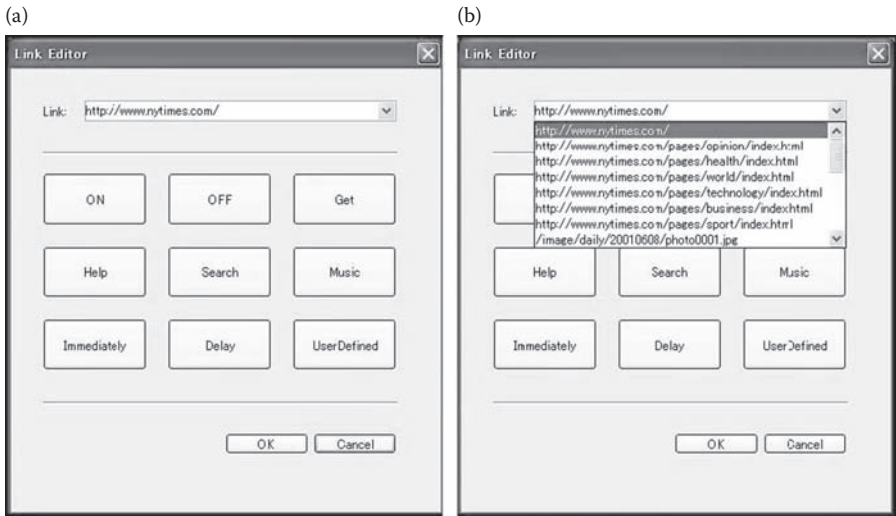 (a)
Link Editor
Link: http://www.nytimes.com/
ON OFF Get
Help Search Music
Immediately Delay UserDefined
OK Cancel
(b)
Link Editor
Link: http://www.nytimes.com/
http://www.nytimes.com/
http://www.nytimes.com/pages/opinion/index.html
http://www.nytimes.com/pages/health/index.html
http://www.nytimes.com/pages/world/index.html
http://www.nytimes.com/pages/technology/index.html
http://www.nytimes.com/pages/business/index.html
http://www.nytimes.com/pages/sport/index.html
/image/daily/20010608/photo0001.jpg
Help Search Music
Immediately Delay UserDefined
OK Cancel